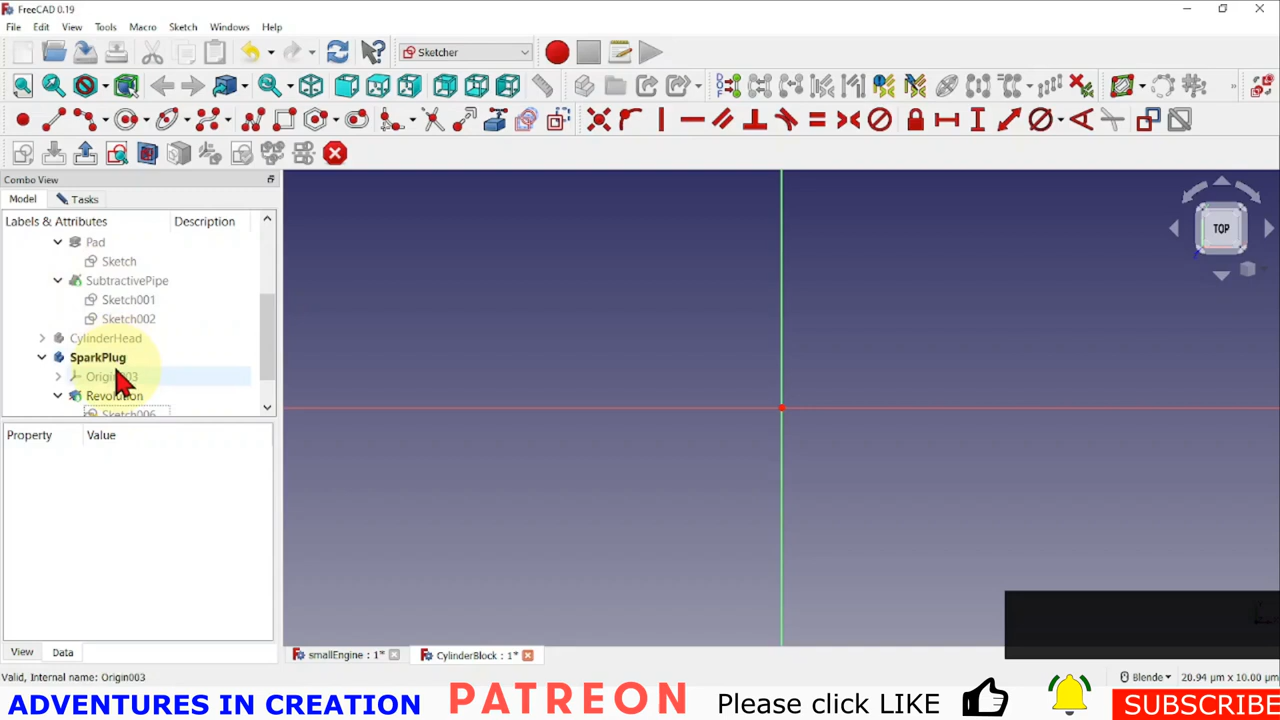 FreeCAD 0.19
File Edit View Tools Macro Sketch Windows Help
Sketcher
Combo View
Model Tasks
Labels & Attributes Description
Pad
Sketch
SubtractivePipe
Sketch001
Sketch002
CylinderHead
SparkPlug
Revolution
Sketch006
Property Value
TOP
View Data
smallEngine : 1* CylinderBlock : 1*
Valid, Internal name: Origin003
Blende 20.94 µm x 10.00 µm
ADVENTURES IN CREATION PATREON Please click LIKE SUBSCRIBE